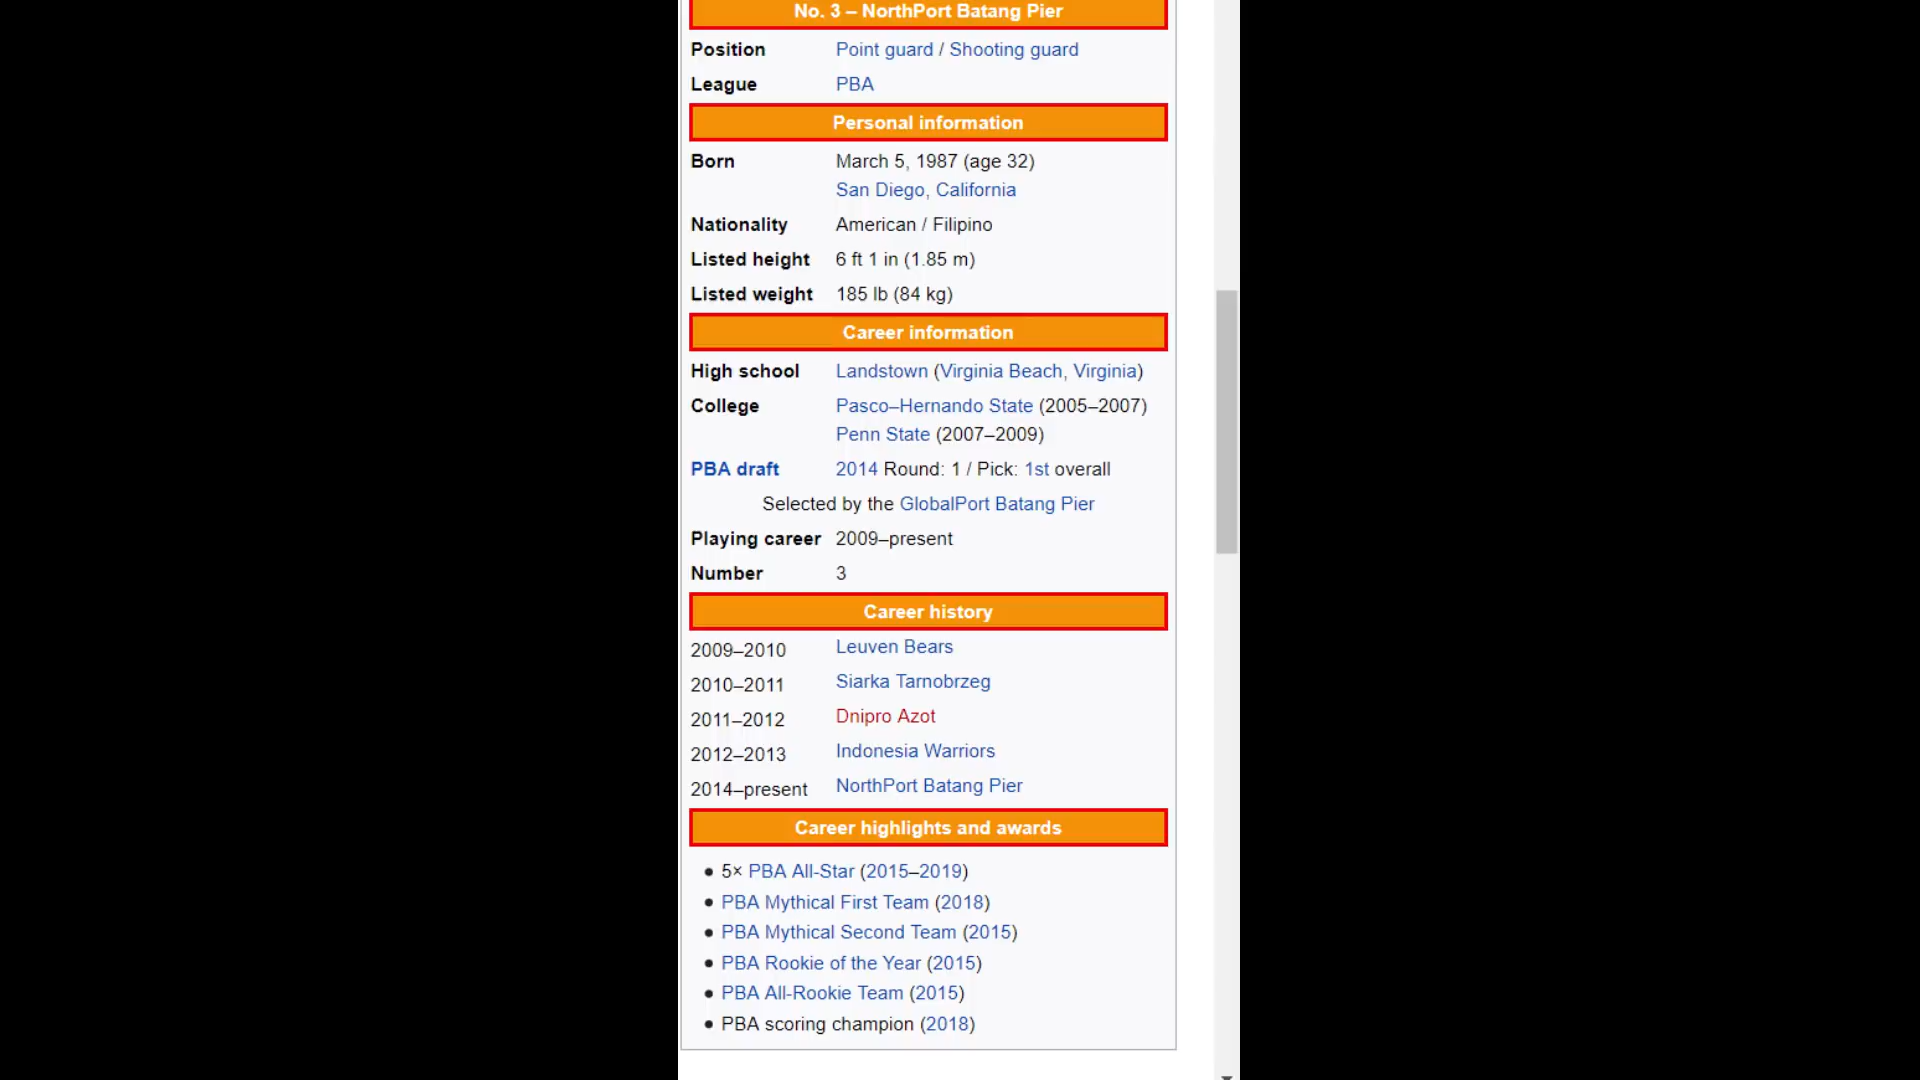 No. 3 – NorthPort Batang Pier
Position Point guard / Shooting guard
League PBA
Personal information
Born March 5, 1987 (age 32)
San Diego, California
Nationality American / Filipino
Listed height 6 ft 1 in (1.85 m)
Listed weight 185 lb (84 kg)
Career information
High school Landstown (Virginia Beach, Virginia)
College Pasco–Hernando State (2005–2007)
Penn State (2007–2009)
PBA draft 2014 Round: 1 / Pick: 1st overall
Selected by the GlobalPort Batang Pier
Playing career 2009–present
Number 3
Career history
2009–2010 Leuven Bears
2010–2011 Siarka Tarnobrzeg
2011–2012 Dnipro Azot
2012–2013 Indonesia Warriors
2014–present NorthPort Batang Pier
Career highlights and awards
• 5× PBA All-Star (2015–2019)
• PBA Mythical First Team (2018)
• PBA Mythical Second Team (2015)
• PBA Rookie of the Year (2015)
• PBA All-Rookie Team (2015)
• PBA scoring champion (2018)